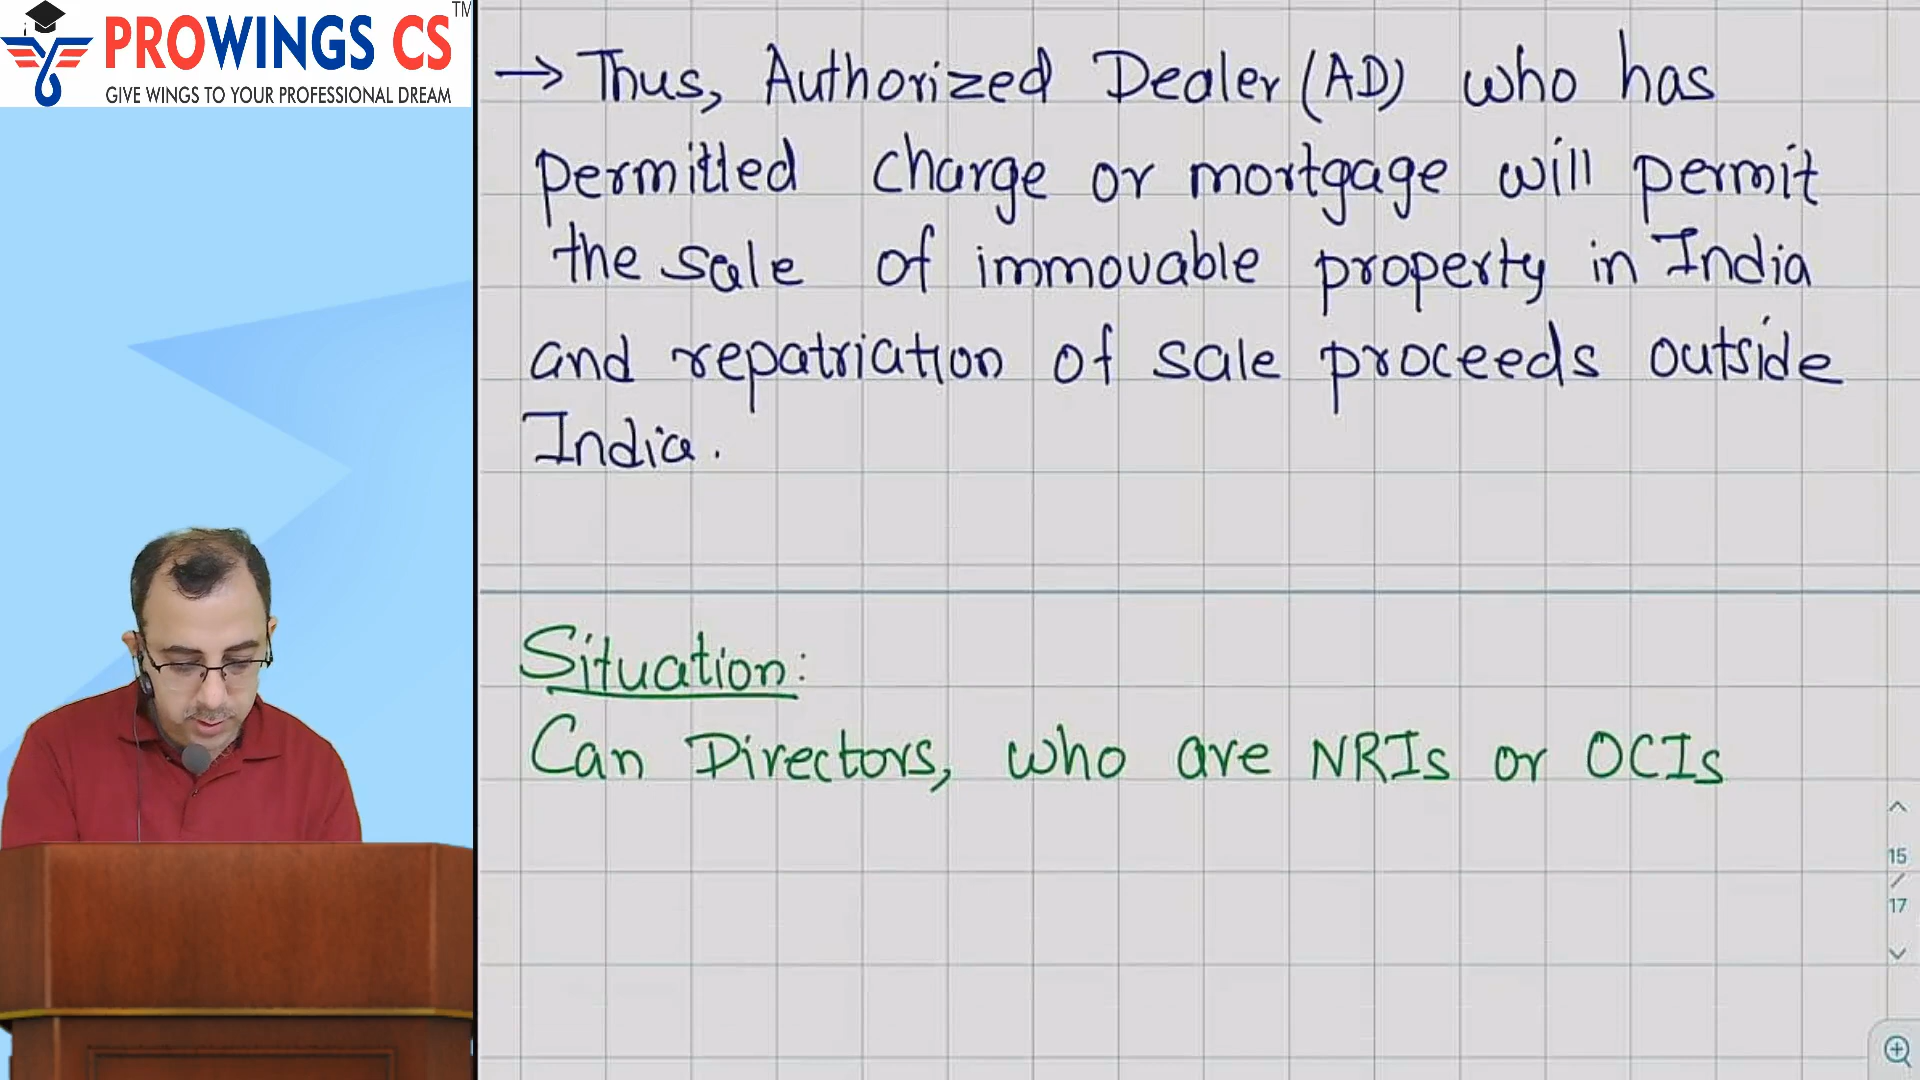 PROWINGS CS TM
GIVE WINGS TO YOUR PROFESSIONAL DREAM
→ Thus, Authorized Dealer (AD) who has
permitted charge or mortgage will permit
the sale of immovable property in India
and repatriation of sale proceeds outside
India.
Situation:
Can Directors, who are NRIs or OCIs
15
/
17